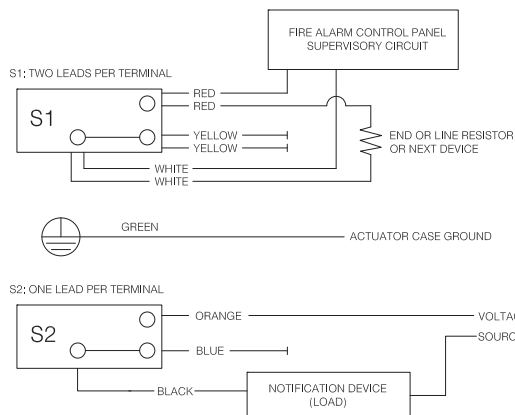 FIRE ALARM CONTROL PANEL
SUPERVISORY CIRCUIT
S1: TWO LEADS PER TERMINAL
RED
RED
S1
YELLOW
YELLOW
END OR LINE RESISTOR
OR NEXT DEVICE
WHITE
WHITE
GREEN
ACTUATOR CASE GROUND
S2: ONE LEAD PER TERMINAL
ORANGE
S2
BLUE
BLACK
NOTIFICATION DEVICE
(LOAD)